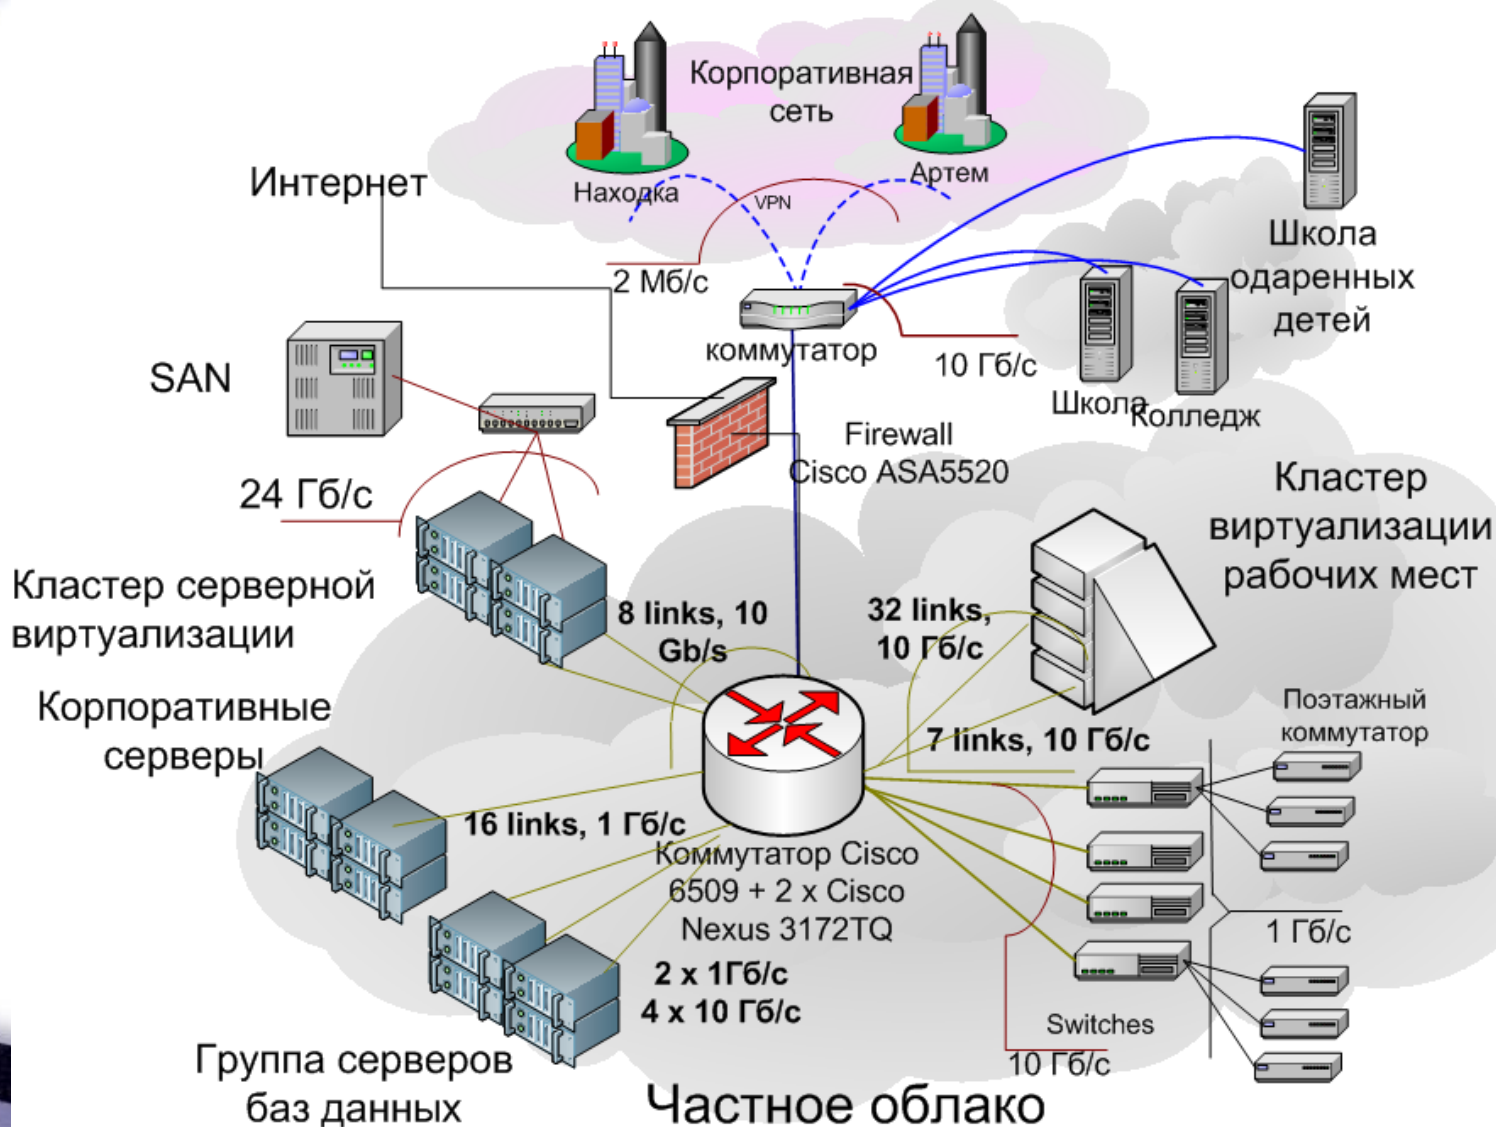 Корпоративная
сеть
Находка
Артем
VPN
Интернет
2 Мб/с
коммутатор
10 Гб/с
Школа
одаренных
детей
Школа
Колледж
SAN
24 Гб/с
Firewall
Cisco ASA5520
Кластер
виртуализации
рабочих мест
Кластер серверной
виртуализации
8 links, 10
Gb/s
32 links,
10 Гб/с
Корпоративные
серверы
7 links, 10 Гб/с
Поэтажный
коммутатор
16 links, 1 Гб/с
Коммутатор Cisco
6509 + 2 x Cisco
Nexus 3172TQ
2 x 1Гб/с
4 x 10 Гб/с
1 Гб/с
Switches
10 Гб/с
Группа серверов
баз данных
Частное облако